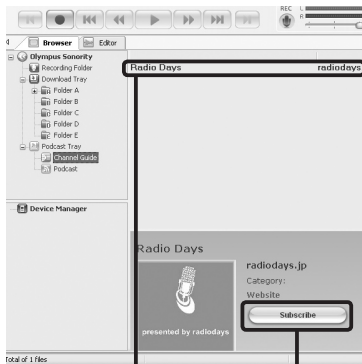 REC L
R
Browser Editor
Olympus Sonority
Recording Folder
Download Tray
Folder A
Folder B
Folder C
Folder D
Folder E
Podcast Tray
Channel Guide
Podcast
Device Manager
Radio Days radiodays
Radio Days
presented by radiodays
radiodays.jp
Category:
Website
Subscribe
Total of 1 files